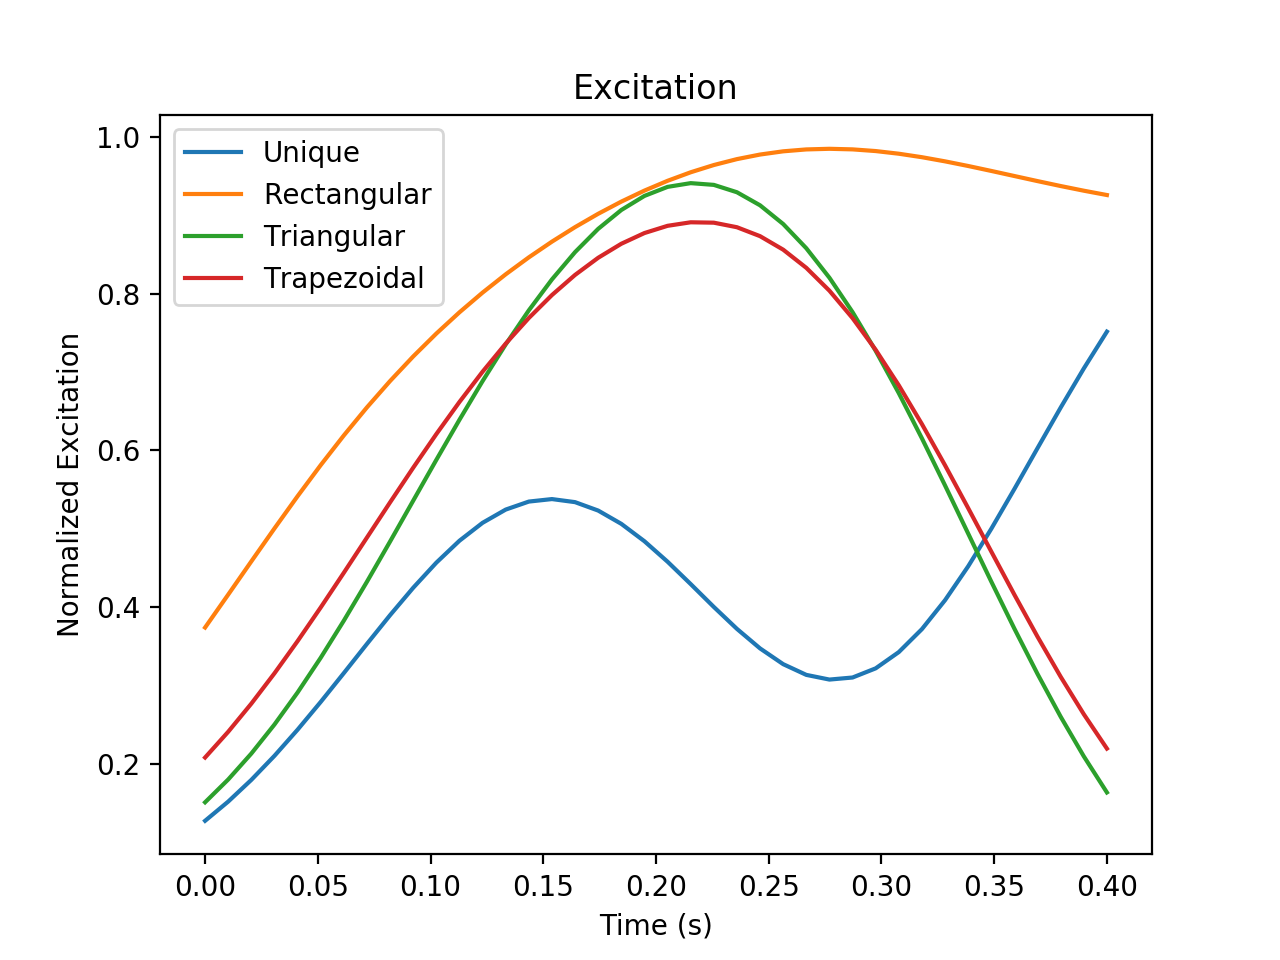 Excitation
Unique
Rectangular
Triangular
Trapezoidal
1.0
0.8
0.6
0.4
0.2
Normalized Excitation
0.00 0.05 0.10 0.15 0.20 0.25 0.30 0.35 0.40
Time (s)